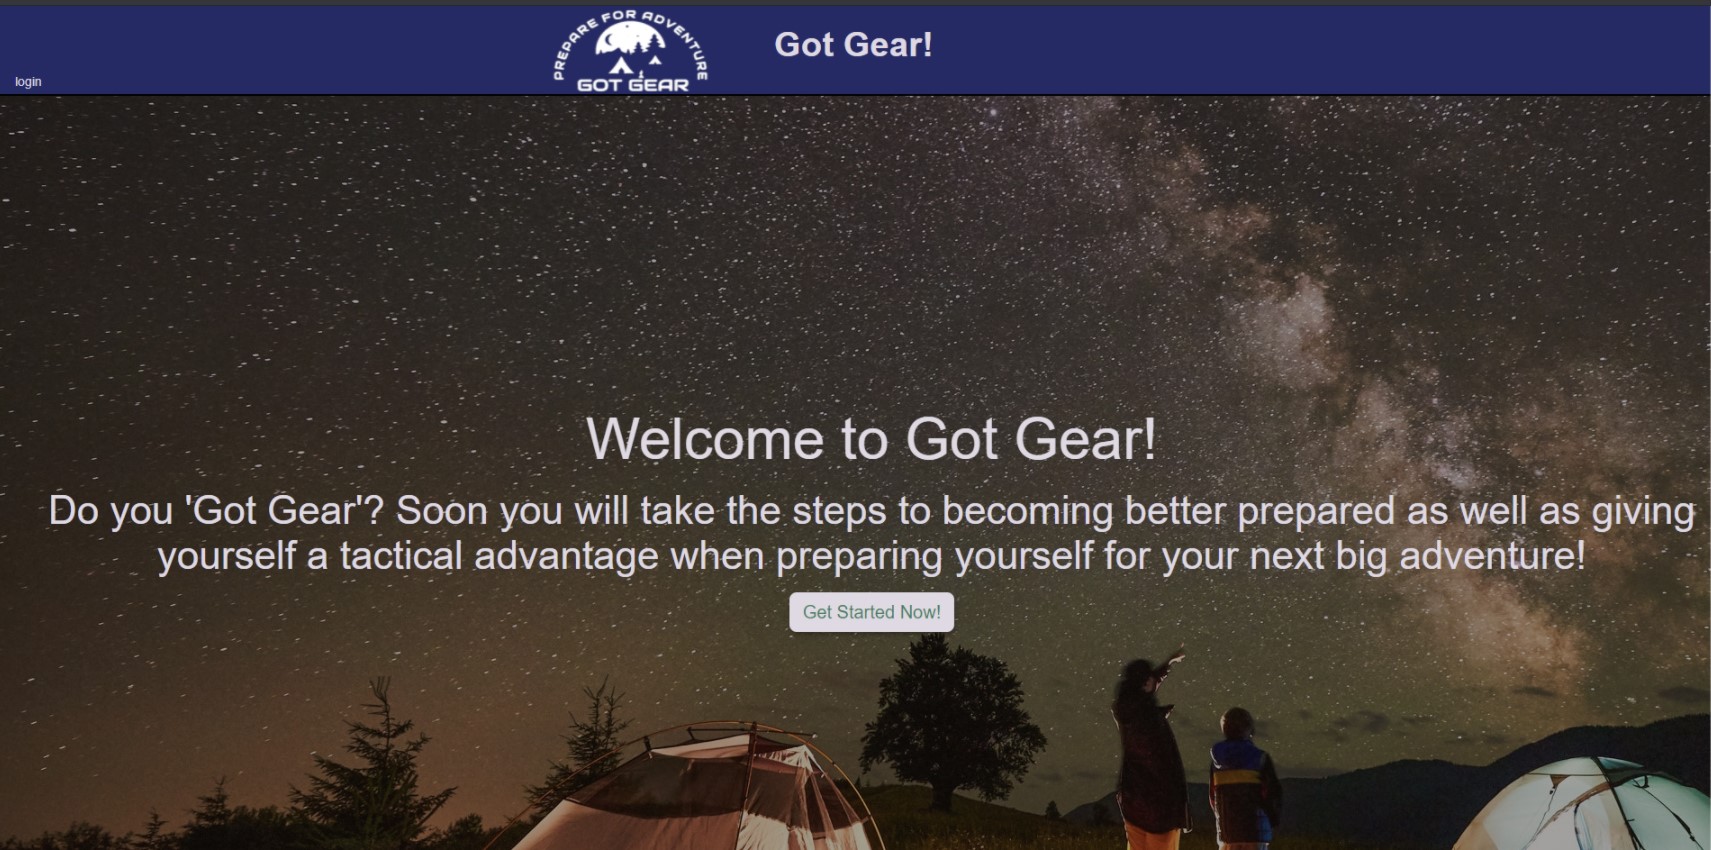 PREPARE FOR ADVENTURE
GOT GEAR
Got Gear!
login
Welcome to Got Gear!
Do you 'Got Gear'? Soon you will take the steps to becoming better prepared as well as giving
yourself a tactical advantage when preparing yourself for your next big adventure!
Get Started Now!